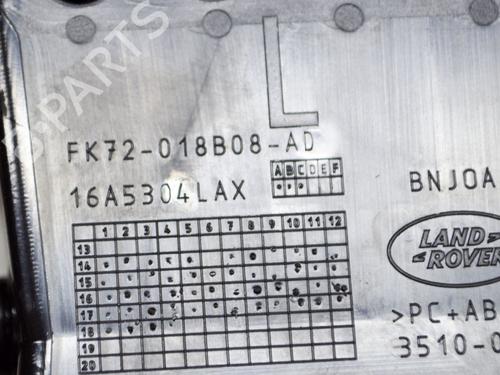 L
FK72-018B08-AD
16A5304LAX
A B C D E F
BNJOA
1 2 3 4 5 6 7 8 9 10 11 12
13
14
15
16
17
18
19
20
LAND
ROVER
>PC+AB
3510-0
PARTS